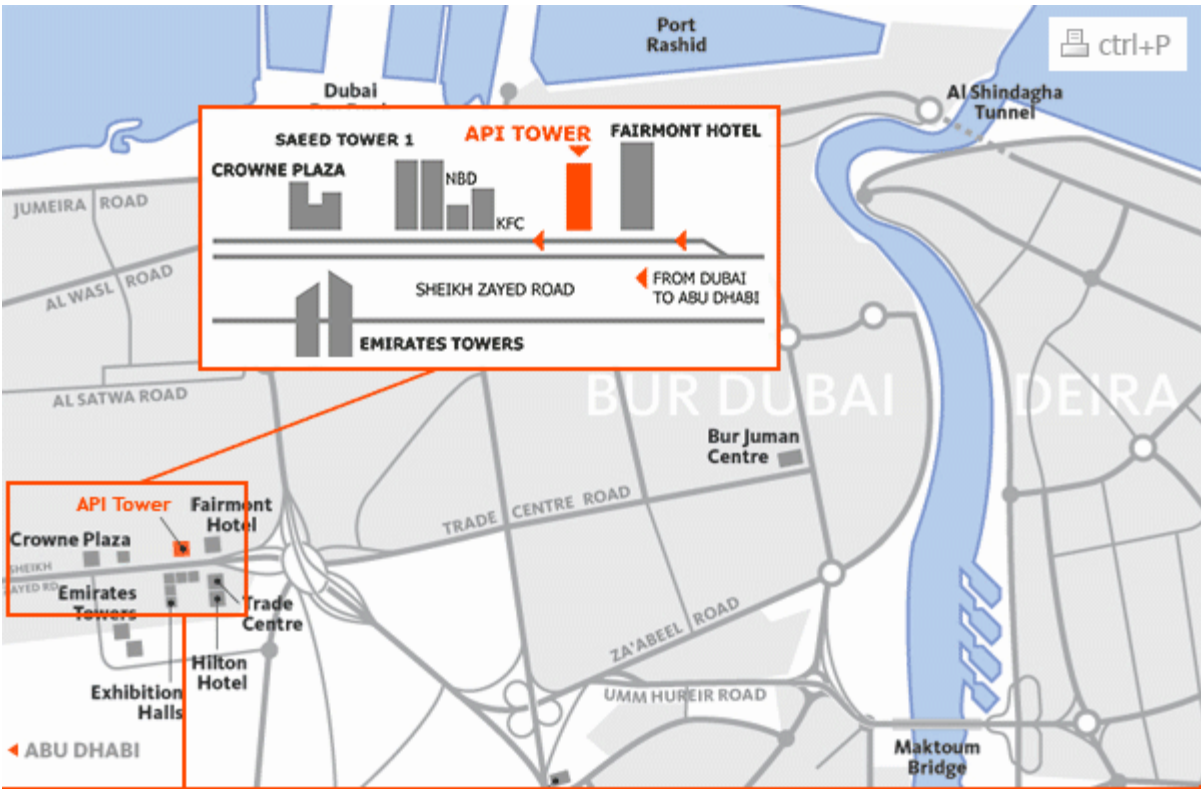 Port
Rashid
ctrl+P
Dubai
Al Shindagha
Tunnel
SAEED TOWER 1
API TOWER
FAIRMONT HOTEL
CROWNE PLAZA
NBD
KFC
SHEIKH ZAYED ROAD
FROM DUBAI
TO ABU DHABI
EMIRATES TOWERS
JUMEIRA ROAD
AL WASL ROAD
AL SATWA ROAD
BUR DUBAI
DEIRA
Bur Juman
Centre
TRADE CENTRE ROAD
API Tower
Fairmont
Hotel
Crowne Plaza
SHEIKH
ZAYED RD
Emirates
Towers
Trade
Centre
Hilton
Hotel
Exhibition
Halls
ZA'ABEEL ROAD
UMM HUREIR ROAD
ABU DHABI
Maktoum
Bridge